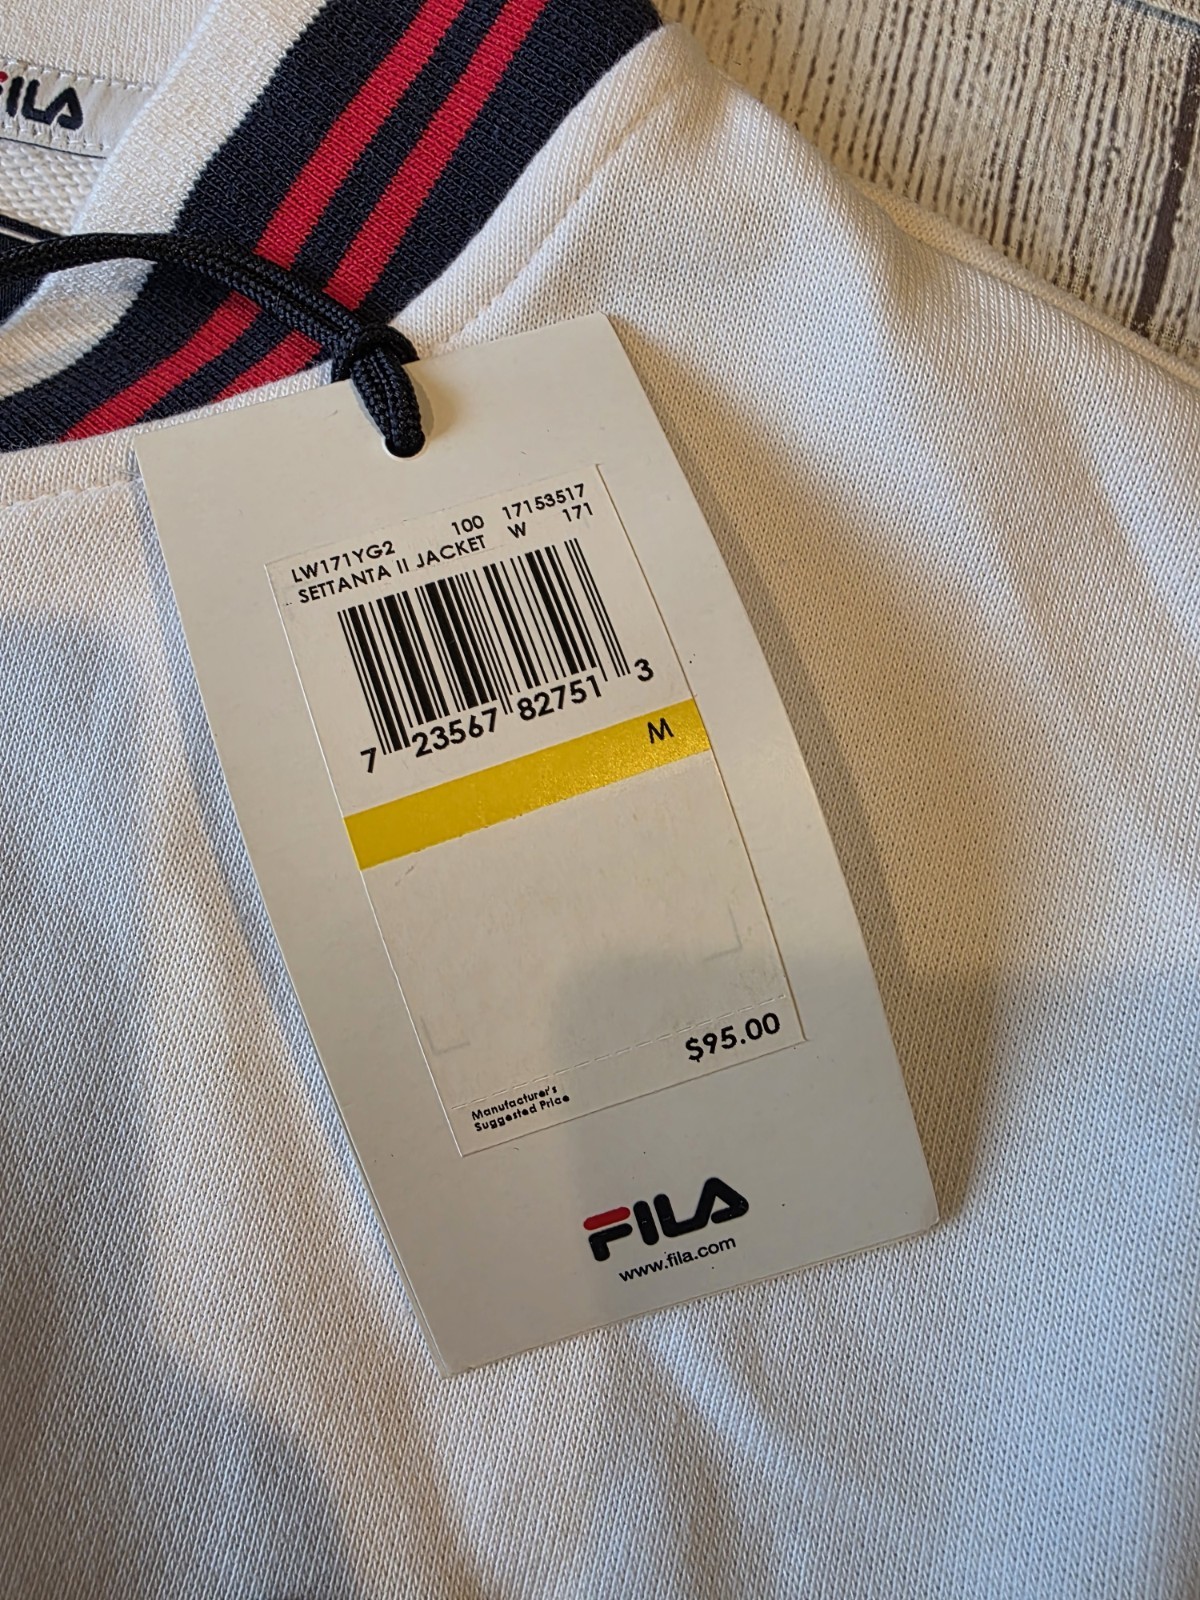 FILA
LW171YG2 100 17153517
SETTANTA II JACKET W 171
7 23567 82751 3
M
$95.00
Manufacturer's
Suggested Price
FILA
www.fila.com